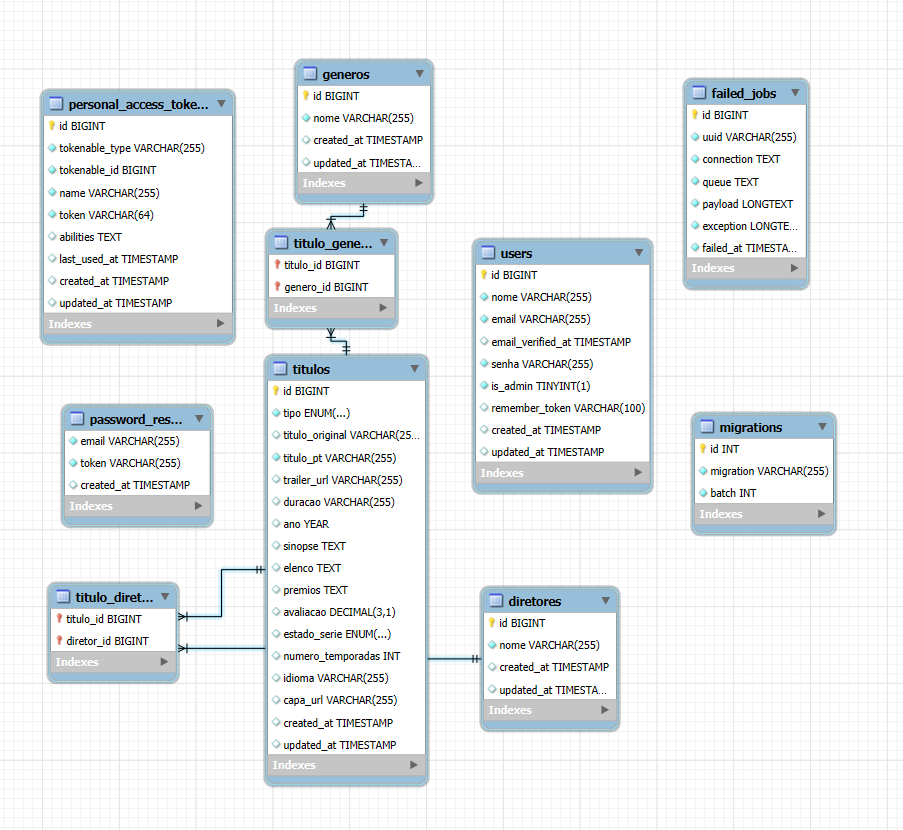 personal_access_toke...
id BIGINT
tokenable_type VARCHAR(255)
tokenable_id BIGINT
name VARCHAR(255)
token VARCHAR(64)
abilities TEXT
last_used_at TIMESTAMP
created_at TIMESTAMP
updated_at TIMESTAMP
Indexes
generos
id BIGINT
nome VARCHAR(255)
created_at TIMESTAMP
updated_at TIMESTA...
Indexes
failed_jobs
id BIGINT
uuid VARCHAR(255)
connection TEXT
queue TEXT
payload LONGTEXT
exception LONGTE...
failed_at TIMESTA...
Indexes
titulo_gene...
titulo_id BIGINT
genero_id BIGINT
Indexes
users
id BIGINT
nome VARCHAR(255)
email VARCHAR(255)
email_verified_at TIMESTAMP
senha VARCHAR(255)
is_admin TINYINT(1)
remember_token VARCHAR(100)
created_at TIMESTAMP
updated_at TIMESTAMP
Indexes
titulos
id BIGINT
tipo ENUM(...)
titulo_original VARCHAR(25...
titulo_pt VARCHAR(255)
trailer_url VARCHAR(255)
duracao VARCHAR(255)
ano YEAR
sinopse TEXT
elenco TEXT
premios TEXT
avaliacao DECIMAL(3,1)
estado_serie ENUM(...)
numero_temporadas INT
idioma VARCHAR(255)
capa_url VARCHAR(255)
created_at TIMESTAMP
updated_at TIMESTAMP
Indexes
password_res...
email VARCHAR(255)
token VARCHAR(255)
created_at TIMESTAMP
Indexes
migrations
id INT
migration VARCHAR(255)
batch INT
Indexes
titulo_diret...
titulo_id BIGINT
diretor_id BIGINT
Indexes
diretores
id BIGINT
nome VARCHAR(255)
created_at TIMESTAMP
updated_at TIMESTA...
Indexes